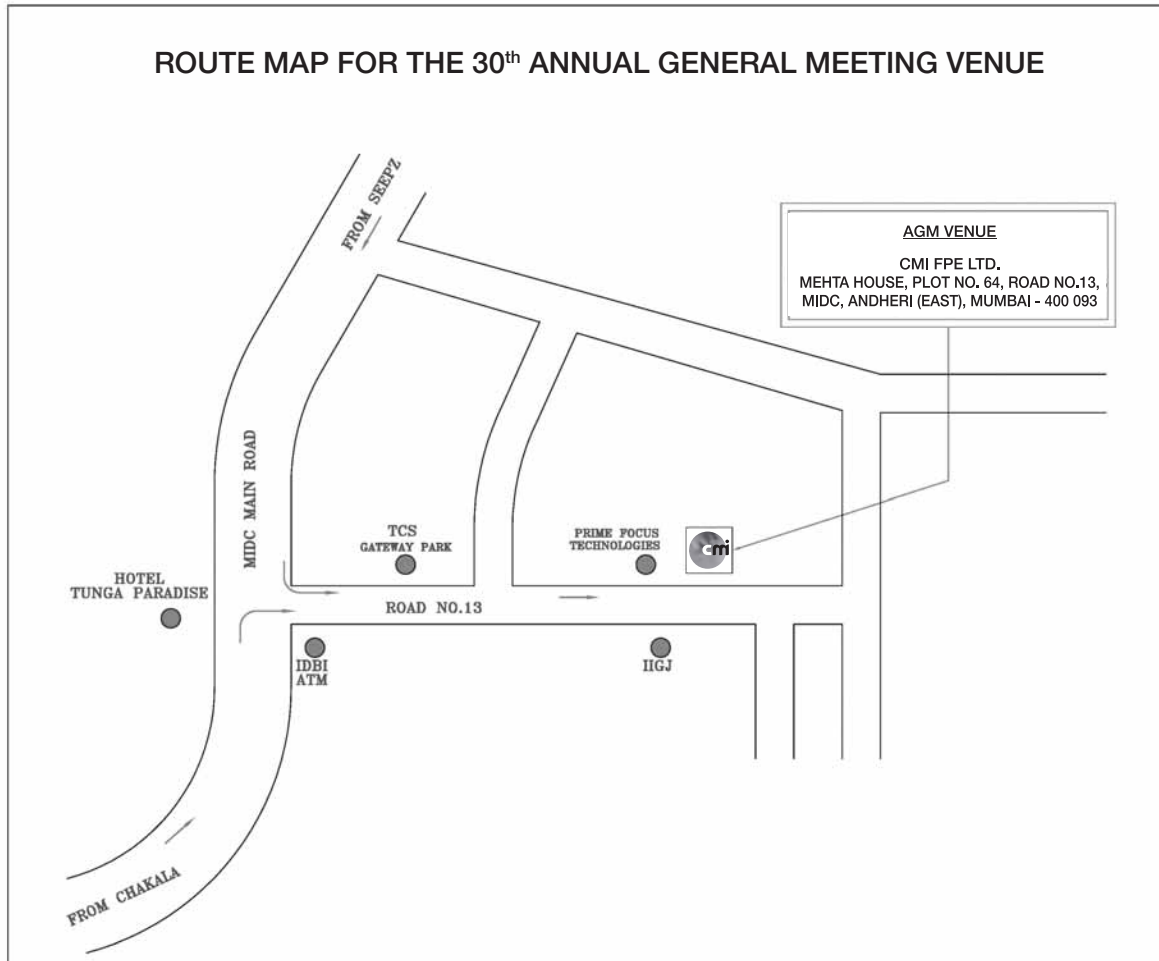 ROUTE MAP FOR THE 30th ANNUAL GENERAL MEETING VENUE
FROM SEEPZ
AGM VENUE
CMI FPE LTD.
MEHTA HOUSE, PLOT NO. 64, ROAD NO.13,
MIDC, ANDHERI (EAST), MUMBAI - 400 093
MIDC MAIN ROAD
TCS
GATEWAY PARK
PRIME FOCUS
TECHNOLOGIES
cmi
HOTEL
TUNGA PARADISE
ROAD NO.13
IDBI
ATM
IIGJ
FROM CHAKALA